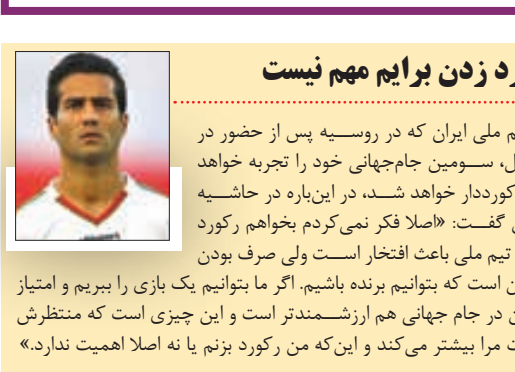 رد زدن برایم مهم نیست
م ملی ایران که در روسیه پس از حضور در
ل، سومین جام‌جهانی خود را تجربه خواهد
کورددار خواهد شد، در این‌باره در حاشیه
گفت: «اصلا فکر نمی‌کردم بخواهم رکورد
تیم ملی باعث افتخار است ولی صرف بودن
ن است که بتوانیم برنده باشیم. اگر ما بتوانیم یک بازی را ببریم و امتیاز
ن در جام جهانی هم ارزشمندتر است و این چیزی است که منتظرش
ت مرا بیشتر می‌کند و این‌که من رکورد بزنم یا نه اصلا اهمیت ندارد.»